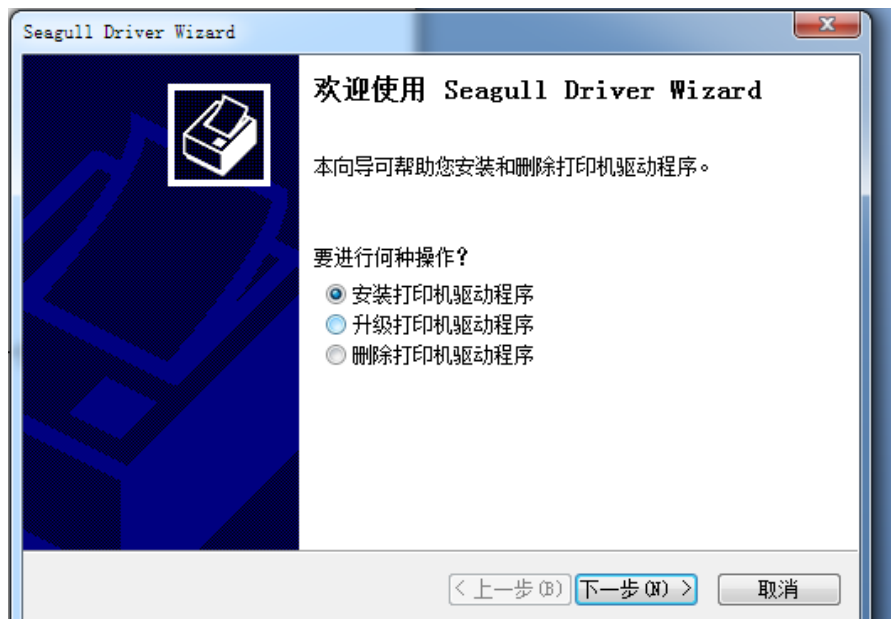 Seagull Driver Wizard
欢迎使用 Seagull Driver Wizard
本向导可帮助您安装和删除打印机驱动程序。
要进行何种操作?
安装打印机驱动程序
升级打印机驱动程序
删除打印机驱动程序
< 上一步(B) 下一步(N) > 取消